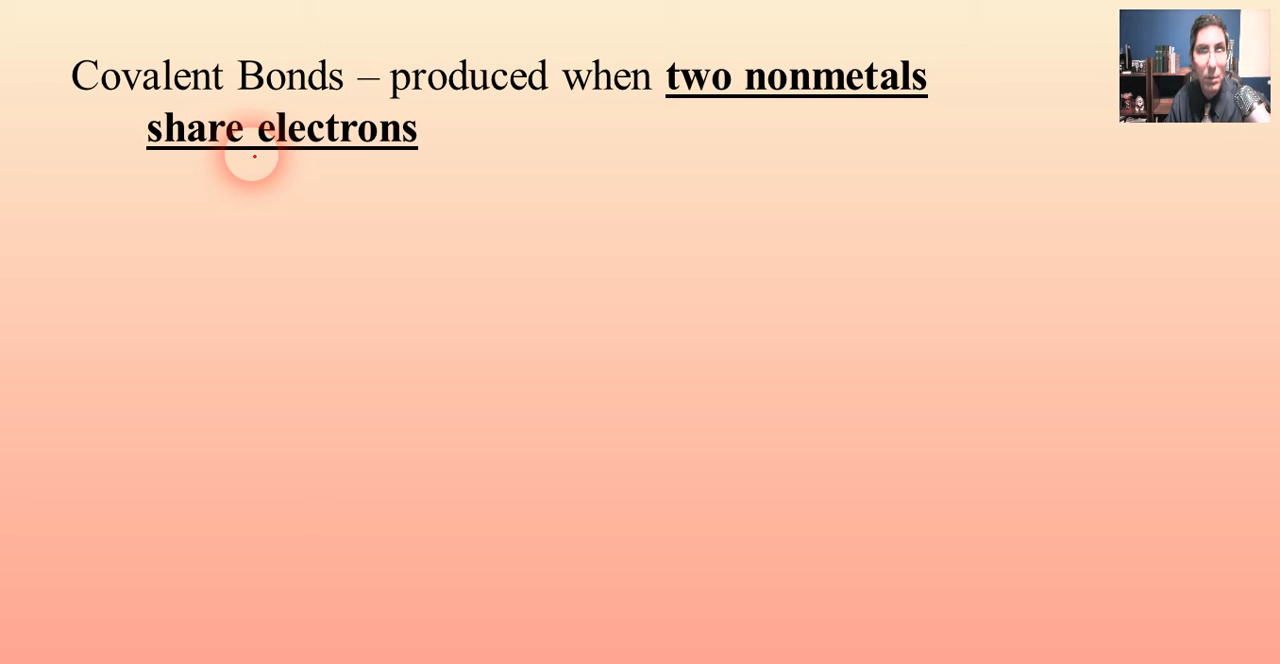 Covalent Bonds – produced when two nonmetals
share electrons